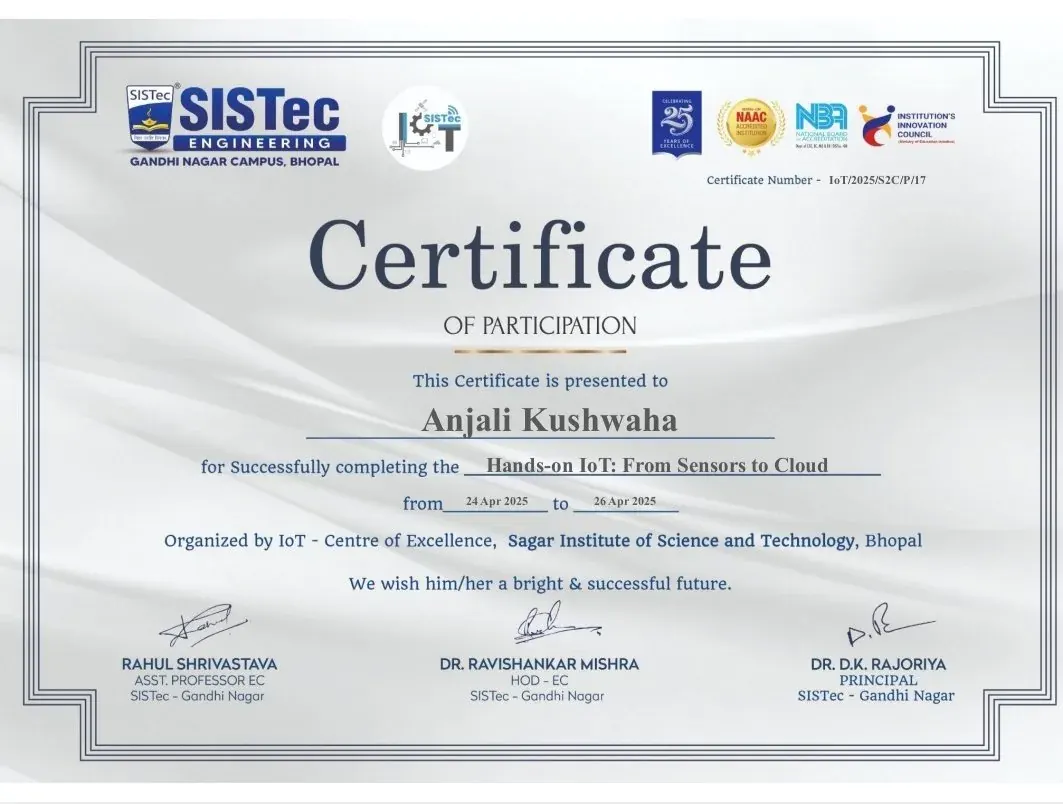 SISTec
SISTec
ENGINEERING
GANDHI NAGAR CAMPUS, BHOPAL
SISTec
IoT
CELEBRATING
25
YEARS OF
EXCELLENCE
NAAC
ACCREDITED
INSTITUTION
NBA
NATIONAL BOARD
of ACCREDITATION
INSTITUTION'S
INNOVATION
COUNCIL
(Ministry of Education Initiative)
Certificate Number - IoT/2025/S2C/P/17
Certificate
OF PARTICIPATION
This Certificate is presented to
Anjali Kushwaha
for Successfully completing the Hands-on IoT: From Sensors to Cloud
from 24 Apr 2025 to 26 Apr 2025
Organized by IoT - Centre of Excellence, Sagar Institute of Science and Technology, Bhopal
We wish him/her a bright & successful future.
RAHUL SHRIVASTAVA
ASST. PROFESSOR EC
SISTec - Gandhi Nagar
DR. RAVISHANKAR MISHRA
HOD - EC
SISTec - Gandhi Nagar
DR. D.K. RAJORIYA
PRINCIPAL
SISTec - Gandhi Nagar